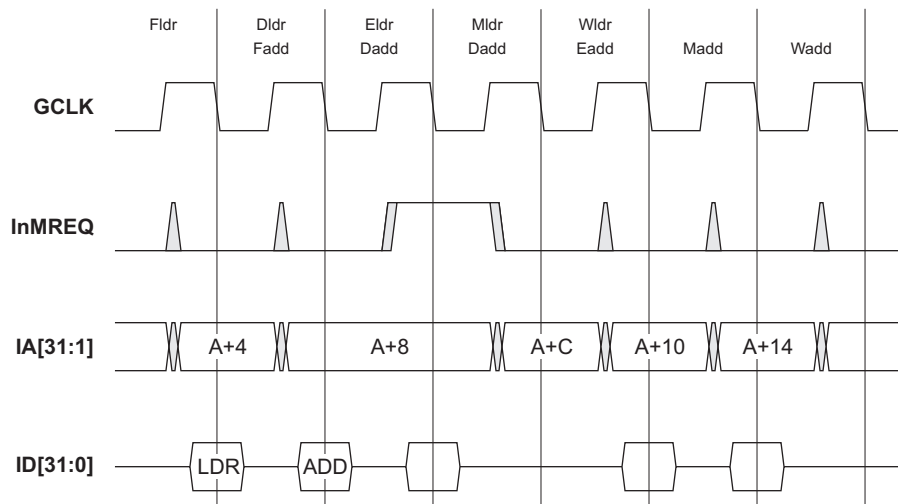 Fldr Dldr Eldr Mldr Wldr
Fadd Dadd Dadd Eadd Madd Wadd
GCLK
InMREQ
IA[31:1] A+4 A+8 A+C A+10 A+14
ID[31:0] LDR ADD